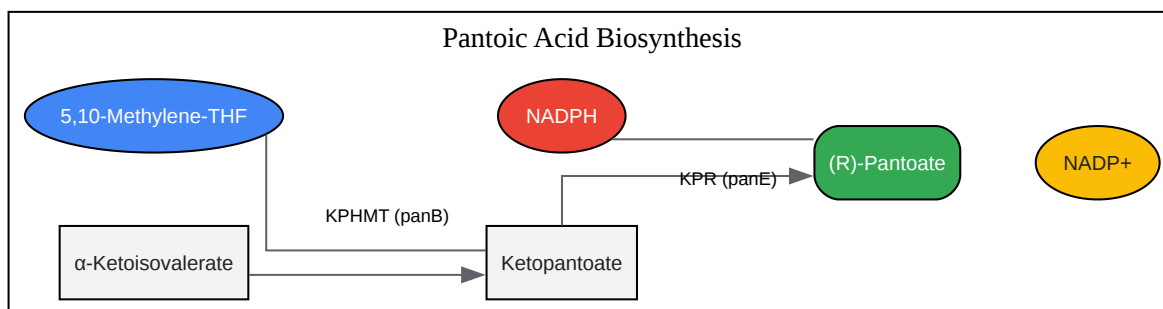 Pantoic Acid Biosynthesis
5,10-Methylene-THF
NADPH
(R)-Pantoate
NADP+
KPR (panE)
KPHMT (panB)
α-Ketoisovalerate
Ketopantoate